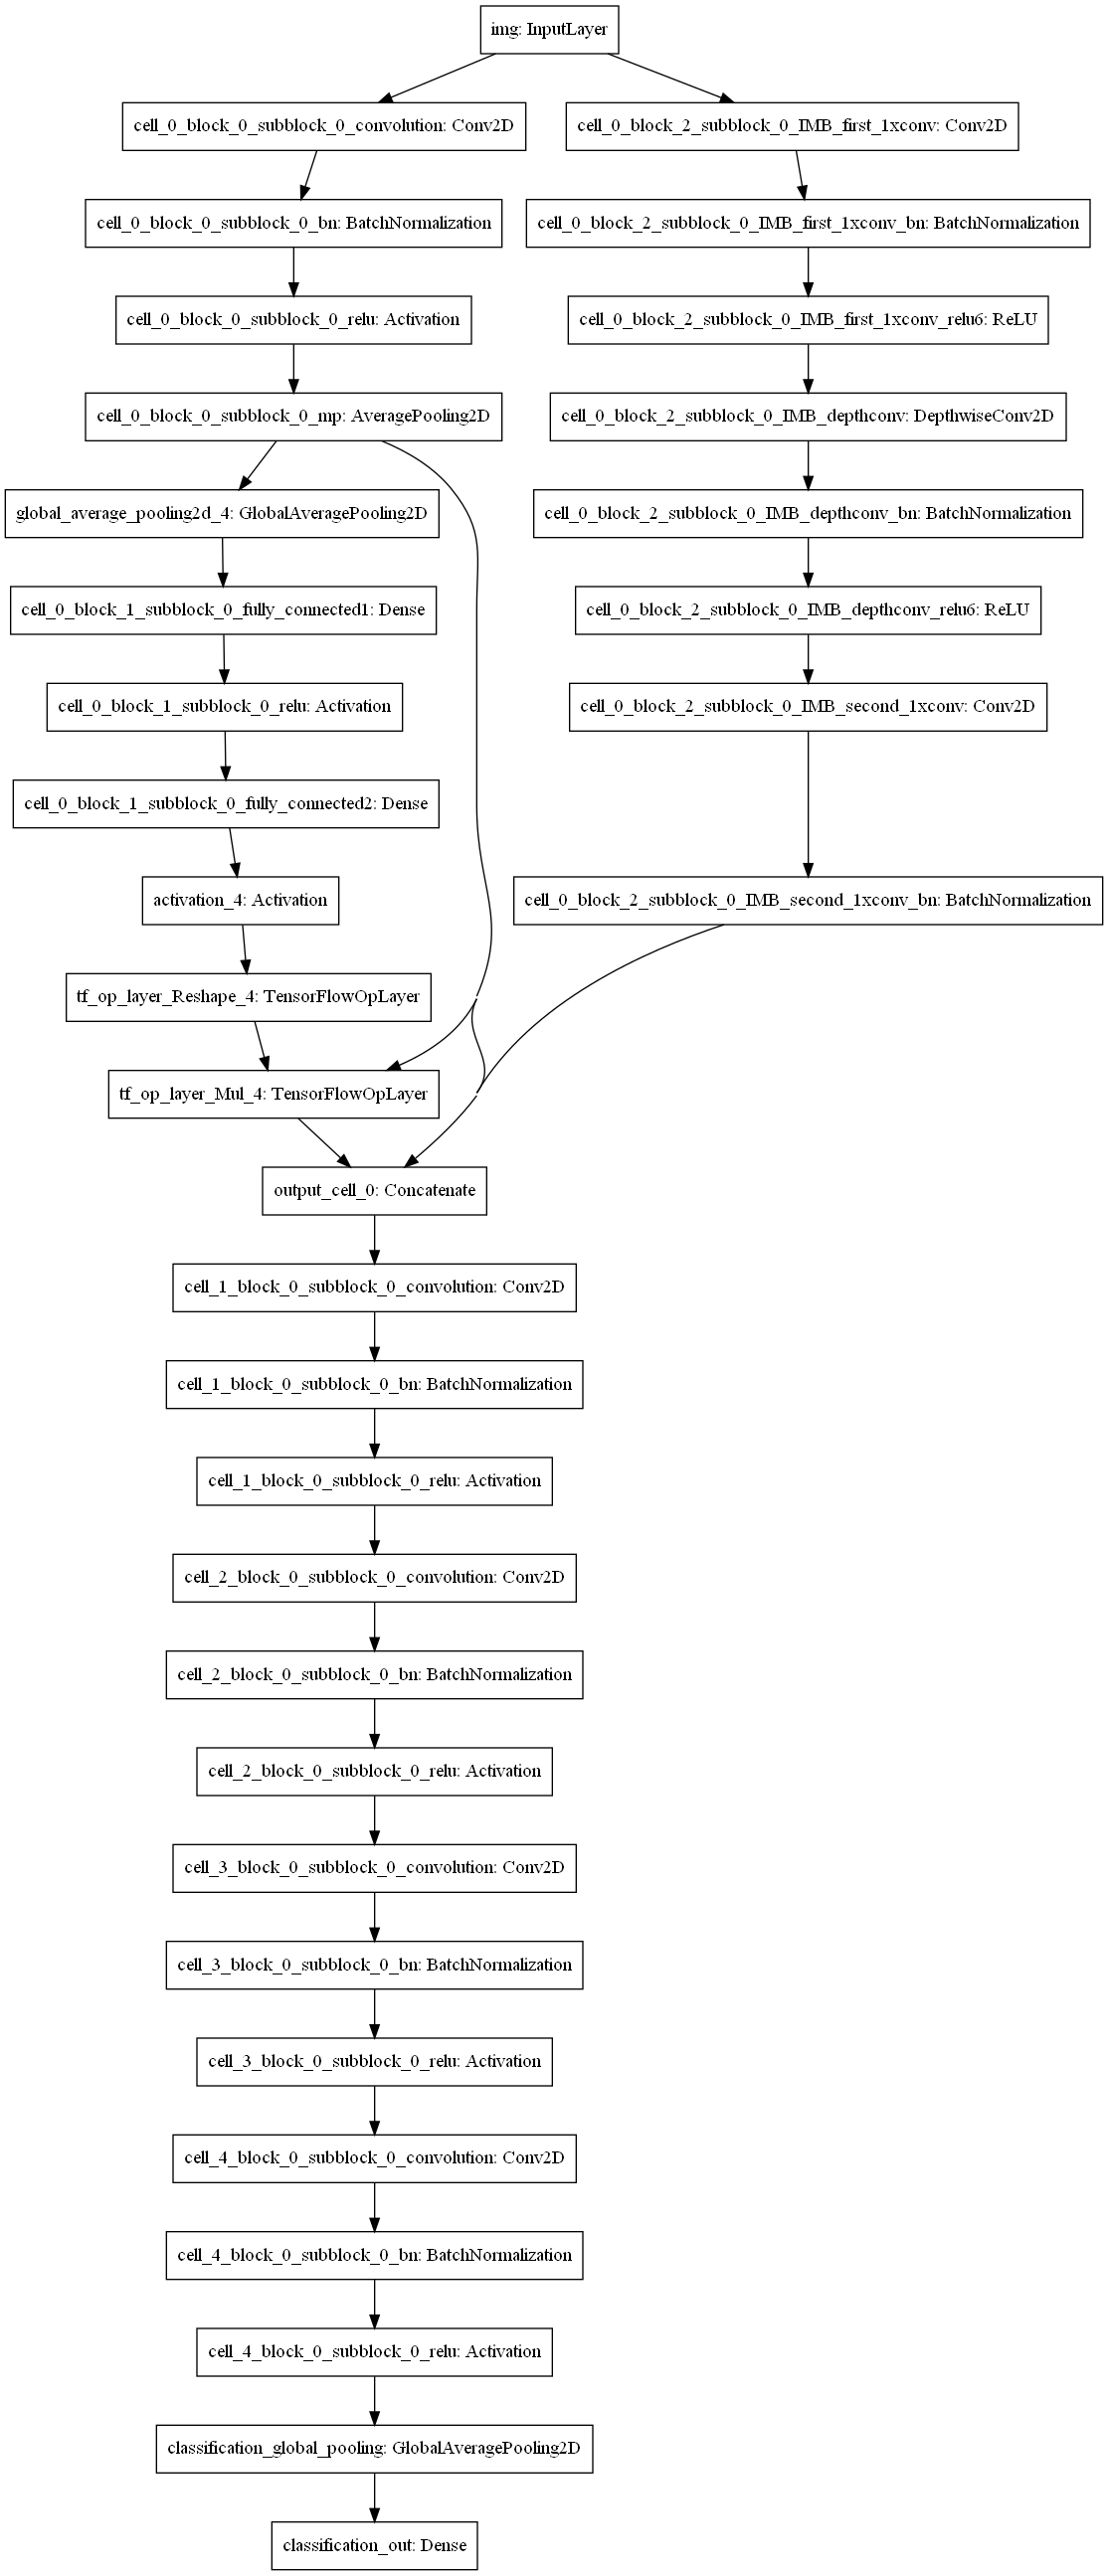 img: InputLayer
cell_0_block_0_subblock_0_convolution: Conv2D
cell_0_block_2_subblock_0_IMB_first_1xconv: Conv2D
cell_0_block_0_subblock_0_bn: BatchNormalization
cell_0_block_2_subblock_0_IMB_first_1xconv_bn: BatchNormalization
cell_0_block_0_subblock_0_relu: Activation
cell_0_block_2_subblock_0_IMB_first_1xconv_relu6: ReLU
cell_0_block_0_subblock_0_mp: AveragePooling2D
cell_0_block_2_subblock_0_IMB_depthconv: DepthwiseConv2D
global_average_pooling2d_4: GlobalAveragePooling2D
cell_0_block_2_subblock_0_IMB_depthconv_bn: BatchNormalization
cell_0_block_1_subblock_0_fully_connected1: Dense
cell_0_block_2_subblock_0_IMB_depthconv_relu6: ReLU
cell_0_block_1_subblock_0_relu: Activation
cell_0_block_2_subblock_0_IMB_second_1xconv: Conv2D
cell_0_block_1_subblock_0_fully_connected2: Dense
activation_4: Activation
cell_0_block_2_subblock_0_IMB_second_1xconv_bn: BatchNormalization
tf_op_layer_Reshape_4: TensorFlowOpLayer
tf_op_layer_Mul_4: TensorFlowOpLayer
output_cell_0: Concatenate
cell_1_block_0_subblock_0_convolution: Conv2D
cell_1_block_0_subblock_0_bn: BatchNormalization
cell_1_block_0_subblock_0_relu: Activation
cell_2_block_0_subblock_0_convolution: Conv2D
cell_2_block_0_subblock_0_bn: BatchNormalization
cell_2_block_0_subblock_0_relu: Activation
cell_3_block_0_subblock_0_convolution: Conv2D
cell_3_block_0_subblock_0_bn: BatchNormalization
cell_3_block_0_subblock_0_relu: Activation
cell_4_block_0_subblock_0_convolution: Conv2D
cell_4_block_0_subblock_0_bn: BatchNormalization
cell_4_block_0_subblock_0_relu: Activation
classification_global_pooling: GlobalAveragePooling2D
classification_out: Dense